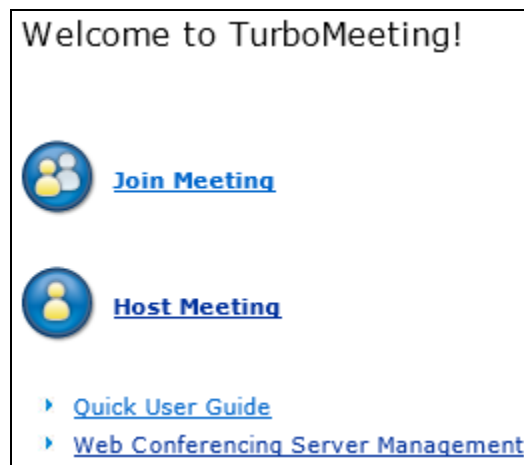 Welcome to TurboMeeting!
Join Meeting
Host Meeting
Quick User Guide
Web Conferencing Server Management